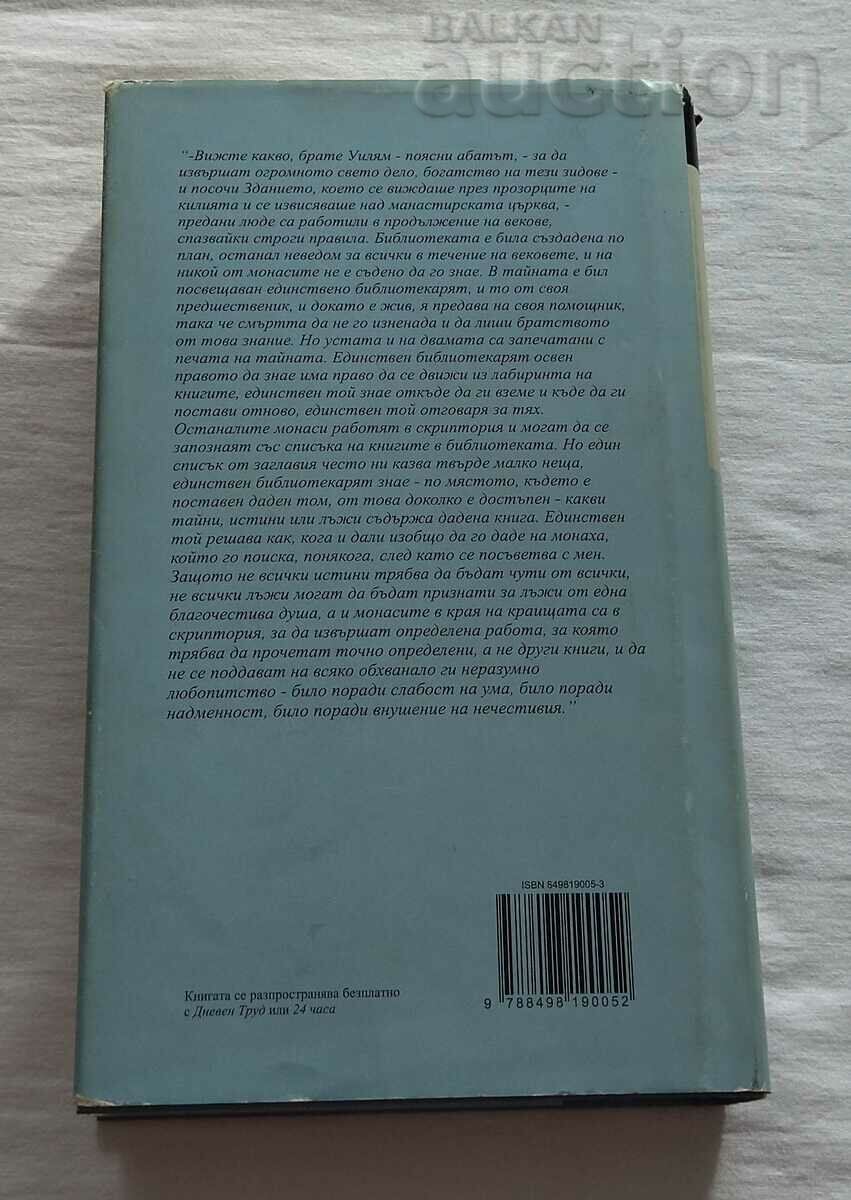 BALKAN
auction
“-Вижте какво, брате Уилям - поясни абатът, - за да
извършат огромното свето дело, богатство на тези зидове -
и посочи Зданието, което се виждаше през прозорците на
килията и се извисяваше над манастирската църква, -
предани люде са работили в продължение на векове,
спазвайки строги правила. Библиотеката е била създадена по
план, останал неведом за всички в течение на вековете, и на
никой от монасите не е съдено да го знае. В тайната е бил
посвещаван единствено библиотекарят, и то от своя
предшественик, и докато е жив, я предава на своя помощник,
така че смъртта да не го изненада и да лиши братството
от това знание. Но устата и на двамата са запечатани с
печата на тайната. Единствен библиотекарят освен
правото да знае има право да се движи из лабиринта на
книгите, единствен той знае откъде да ги вземе и къде да ги
постави отново, единствен той отговаря за тях.
Останалите монаси работят в скриптория и могат да се
запознаят със списъка на книгите в библиотеката. Но един
списък от заглавия често ни казва твърде малко неща,
единствен библиотекарят знае - по мястото, където е
поставен даден том, от това доколко е достъпен - какви
тайни, истини или лъжи съдържа дадена книга. Единствен
той решава как, кога и дали изобщо да го даде на монаха,
който го поиска, понякога, след като се посъветва с мен.
Защото не всички истини трябва да бъдат чути от всички,
не всички лъжи могат да бъдат признати за лъжи от една
благочестива душа, а и монасите в края на краищата са в
скриптория, за да извършат определена работа, за която
трябва да прочетат точно определени, а не други книги, и да
не се поддават на всяко обхванало ги неразумно
любопитство - било поради слабост на ума, било поради
надменност, било поради внушение на нечестивия.”
ISBN 849819005-3
9 788498 190052
Книгата се разпространява безплатно
с Дневен Труд или 24 часа